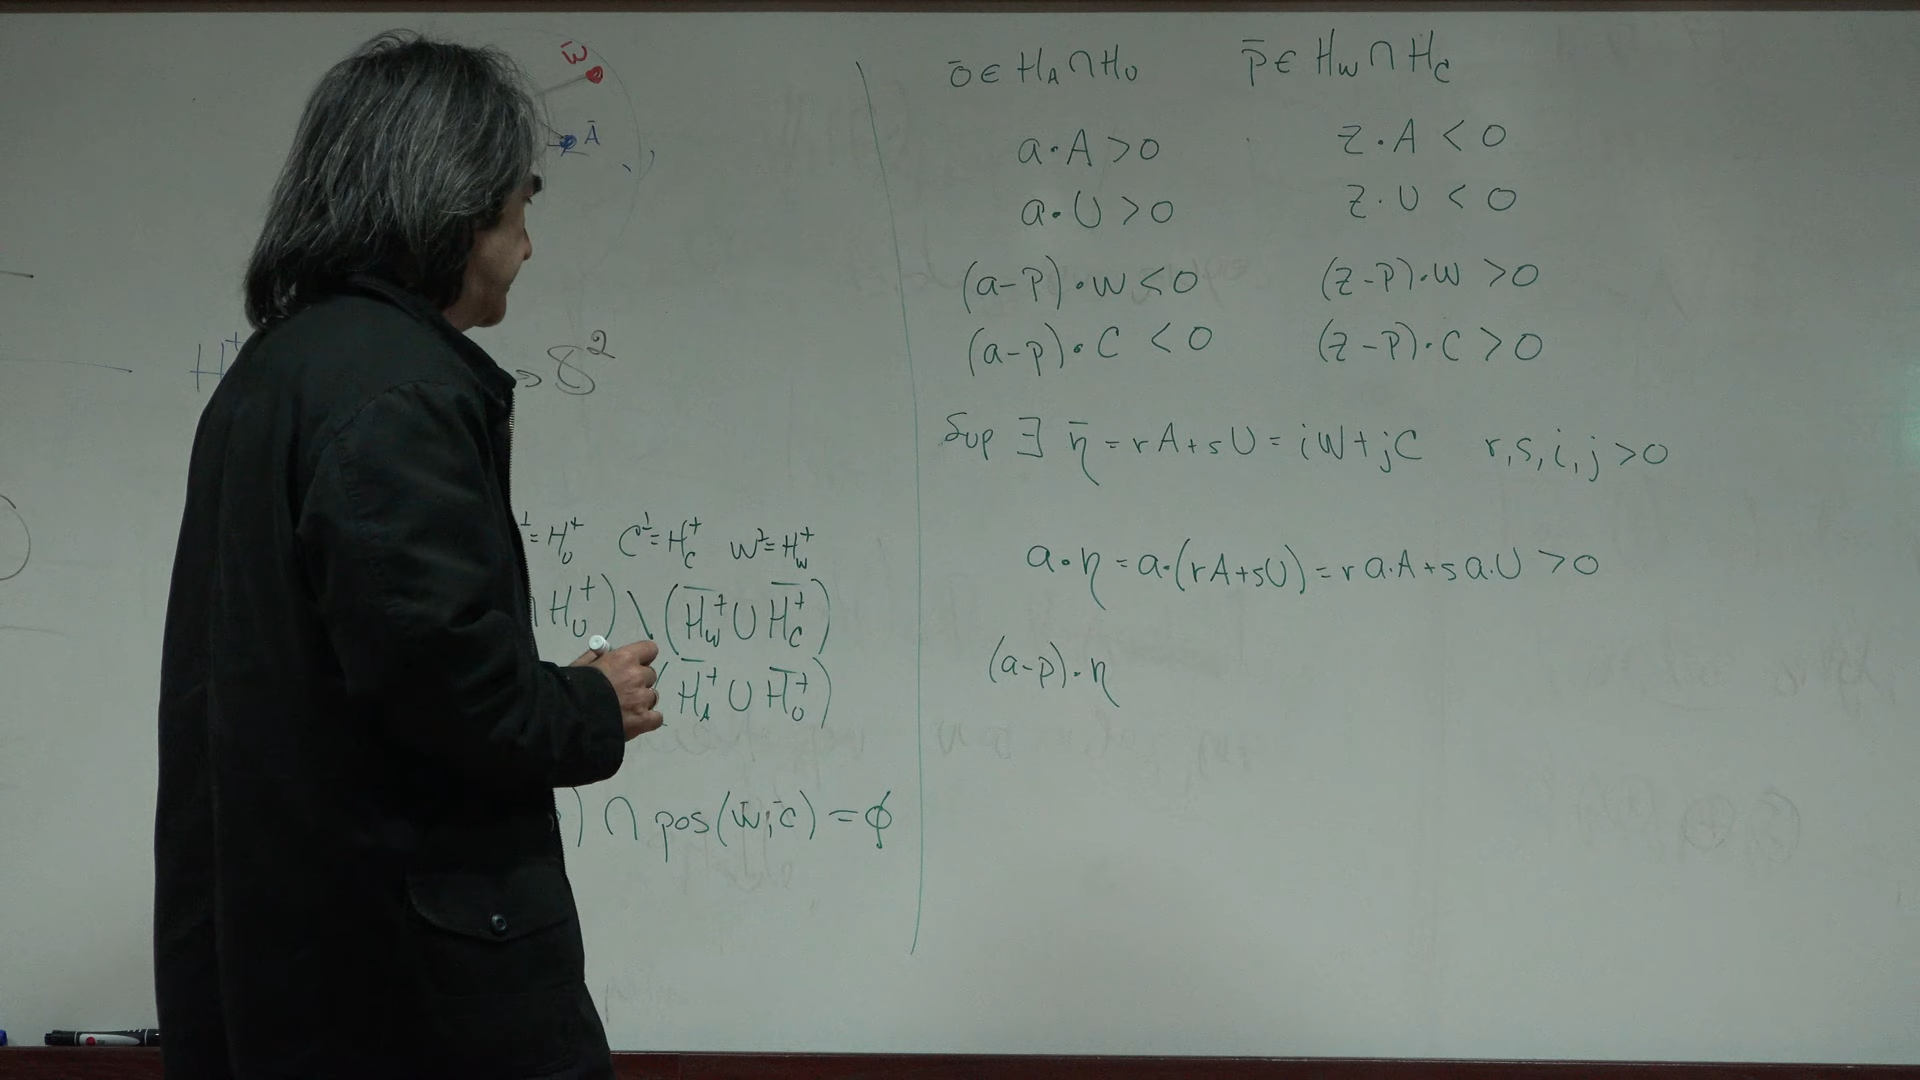 w̄
Ā
H⁺
→ 8²
⊥=H_U⁺ C^⊥=H_C⁺ W^⊥=H_W⁺
∩ H_U⁺) \ (H̄_W⁺ ∪ H̄_C⁺)
(H̄_A⁺ ∪ H̄_U⁺)
) ∩ pos(w̄,c̄) = ϕ
ō ∈ H_A ∩ H_U p̄ ∈ H_W ∩ H_C
a·A > 0 z·A < 0
a·U > 0 z·U < 0
(a-p)·W < 0 (z-p)·W > 0
(a-p)·C < 0 (z-p)·C > 0
Sup ∃ η̄ = rA+sU = iW+jC r,s,i,j > 0
a·η = a·(rA+sU) = r a·A + s a·U > 0
(a-p)·η